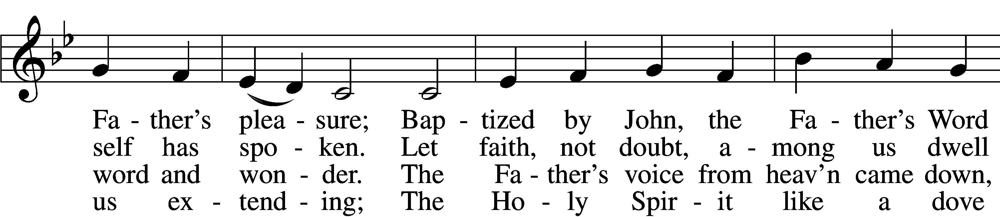 Fa - ther’s plea - sure; Bap - tized by John, the Fa - ther’s Word
self has spo - ken. Let faith, not doubt, a - mong us dwell
word and won - der. The Fa - ther’s voice from heav’n came down,
us ex - tend - ing; The Ho - ly Spir - it like a dove